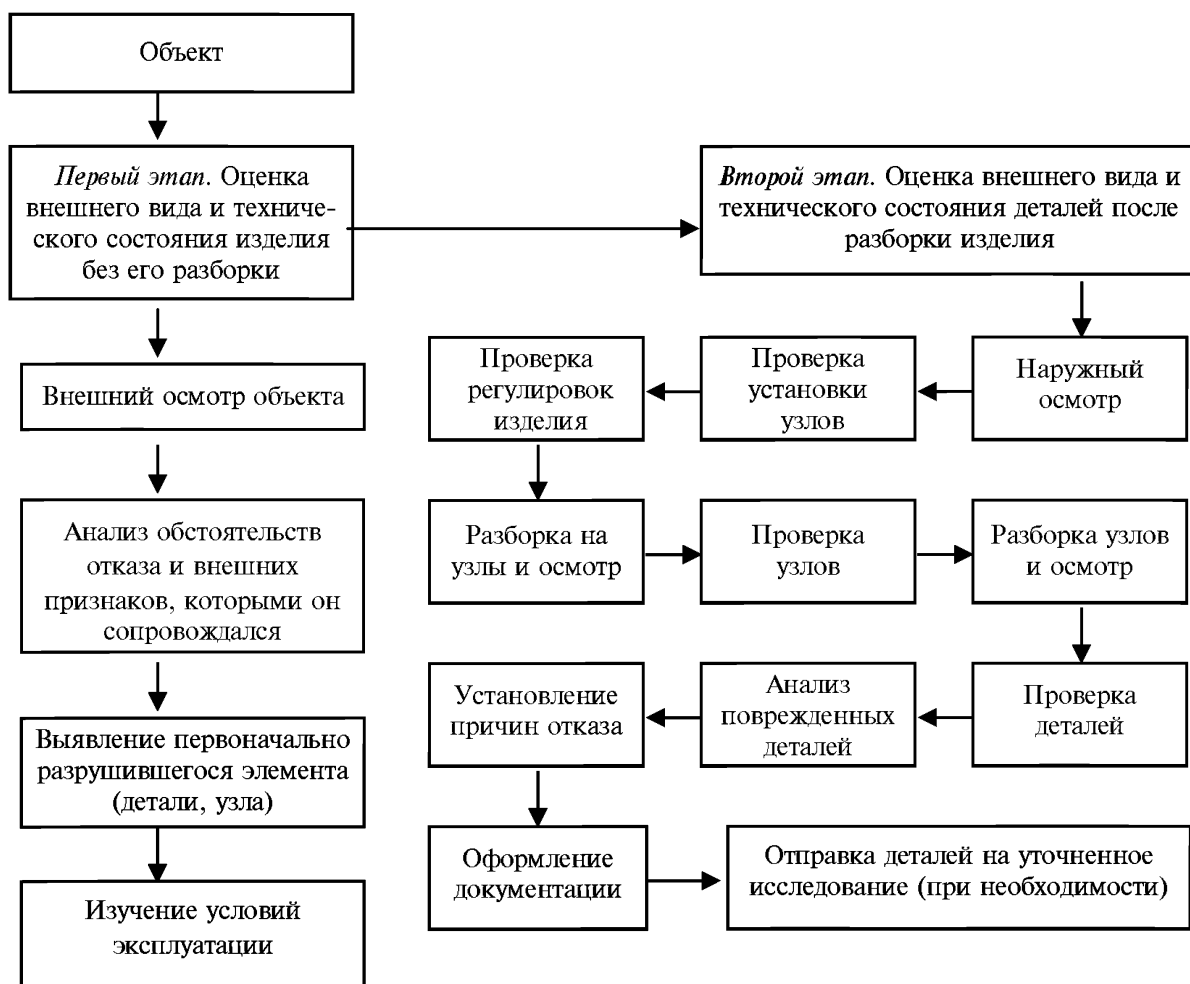 Объект
Первый этап. Оценка
внешнего вида и техниче-
ского состояния изделия
без его разборки
Внешний осмотр объекта
Анализ обстоятельств
отказа и внешних
признаков, которыми он
сопровождался
Выявление первоначально
разрушившегося элемента
(детали, узла)
Изучение условий
эксплуатации
Второй этап. Оценка внешнего вида и
технического состояния деталей после
разборки изделия
Наружный
осмотр
Проверка
установки
узлов
Проверка
регулировок
изделия
Разборка на
узлы и осмотр
Проверка
узлов
Разборка узлов
и осмотр
Проверка
деталей
Анализ
поврежденных
деталей
Установление
причин отказа
Оформление
документации
Отправка деталей на уточненное
исследование (при необходимости)